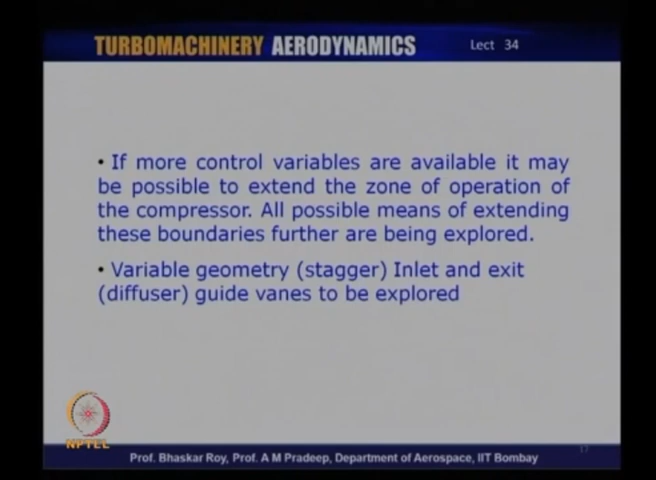 TURBOMACHINERY AERODYNAMICS Lect 34
• If more control variables are available it may
be possible to extend the zone of operation of
the compressor. All possible means of extending
these boundaries further are being explored.
• Variable geometry (stagger) Inlet and exit
(diffuser) guide vanes to be explored
NPTEL
17
Prof. Bhaskar Roy, Prof. A M Pradeep, Department of Aerospace, IIT Bombay